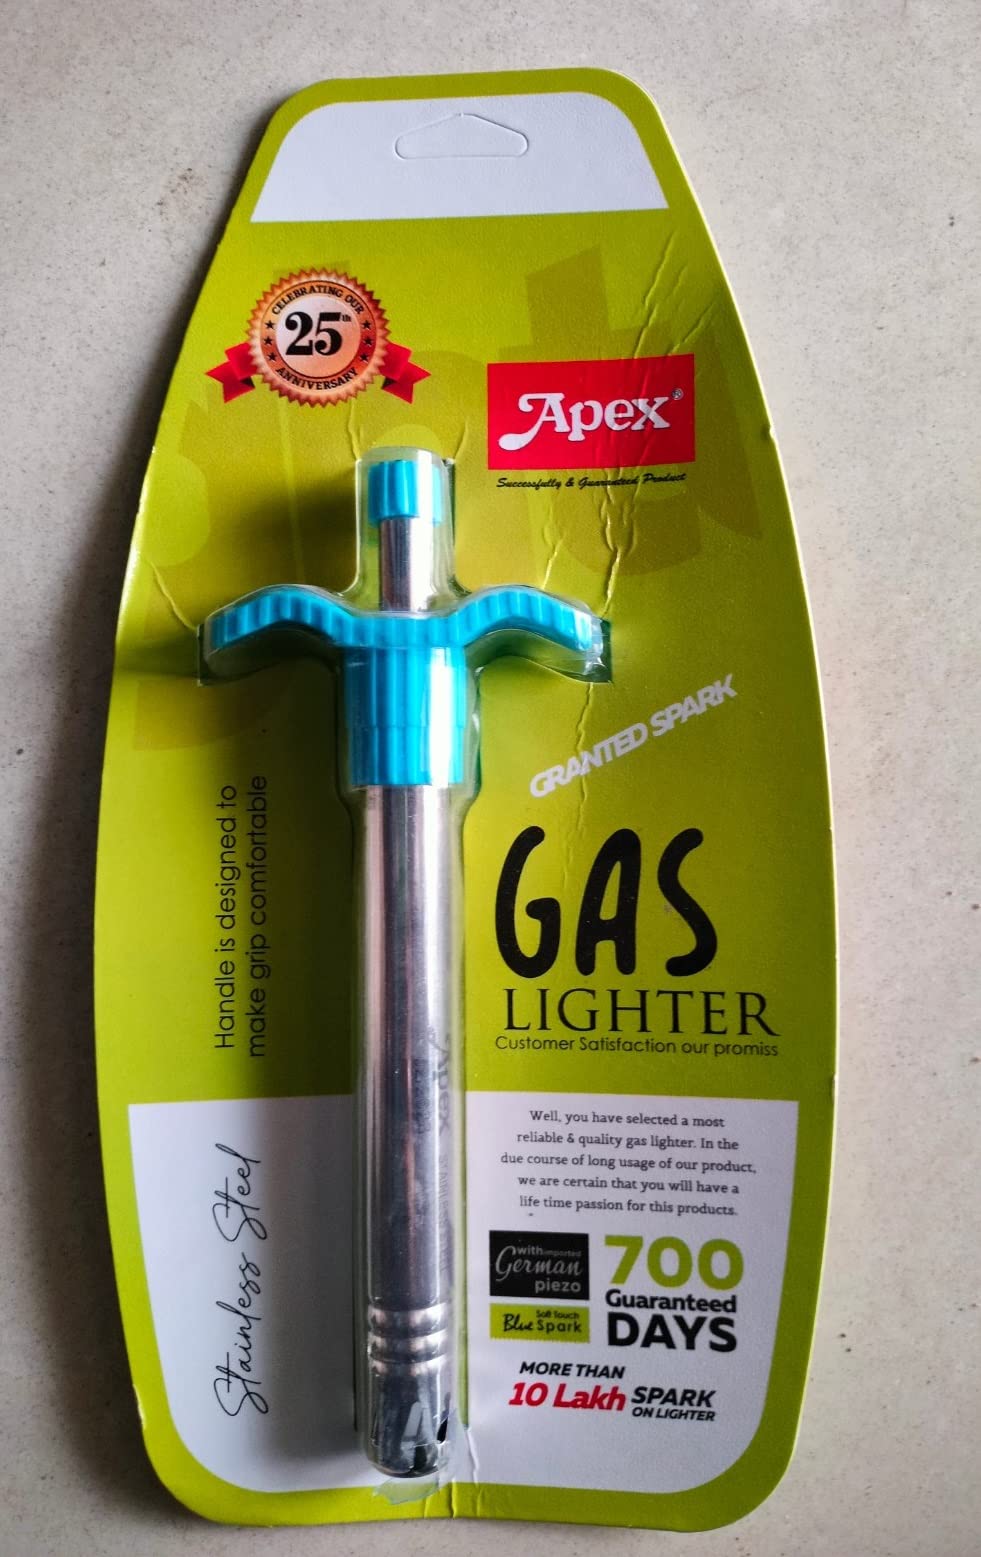 CELEBRATING OUR
25th
ANNIVERSARY
Apex®
Successfully & Guaranteed Product
GRANTED SPARK
GAS
LIGHTER
Customer Satisfaction our promiss
Handle is designed to
make grip comfortable
Stainless Steel
Well, you have selected a most
reliable & quality gas lighter. In the
due course of long usage of our product,
we are certain that you will have a
life time passion for this products.
with imported
German
piezo
Soft Touch
Blue Spark
700
Guaranteed
DAYS
MORE THAN
10 Lakh SPARK
ON LIGHTER
Apex